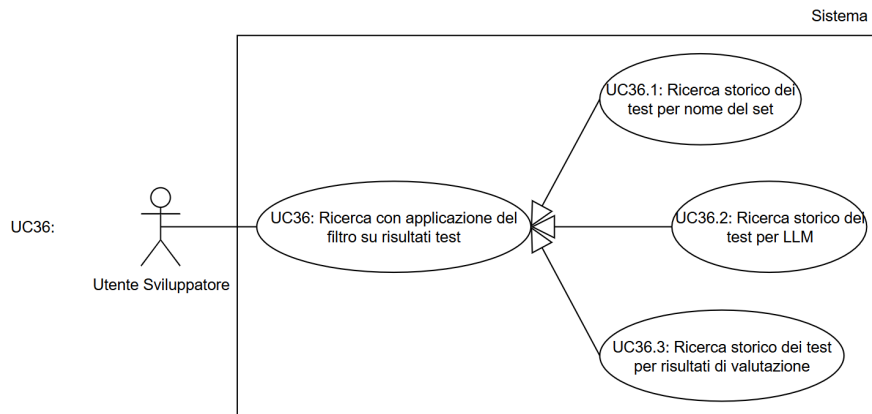 Sistema
UC36.1: Ricerca storico dei
test per nome del set
UC36:
Utente Sviluppatore
UC36: Ricerca con applicazione del
filtro su risultati test
UC36.2: Ricerca storico dei
test per LLM
UC36.3: Ricerca storico dei test
per risultati di valutazione